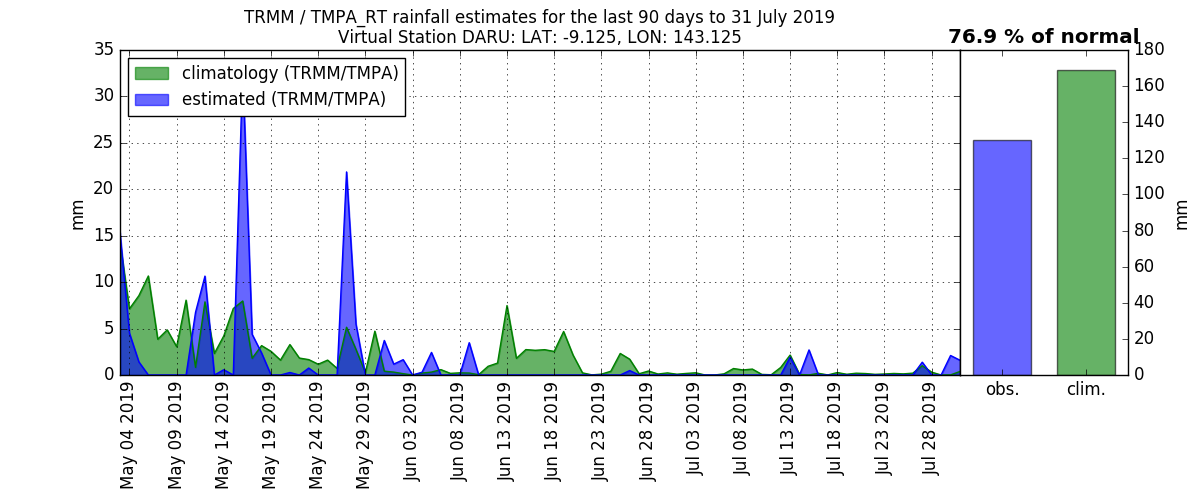 TRMM / TMPA_RT rainfall estimates for the last 90 days to 31 July 2019
Virtual Station DARU: LAT: -9.125, LON: 143.125
76.9 % of normal
climatology (TRMM/TMPA)
estimated (TRMM/TMPA)
35
30
25
20
15
10
5
0
mm
May 04 2019
May 09 2019
May 14 2019
May 19 2019
May 24 2019
May 29 2019
Jun 03 2019
Jun 08 2019
Jun 13 2019
Jun 18 2019
Jun 23 2019
Jun 28 2019
Jul 03 2019
Jul 08 2019
Jul 13 2019
Jul 18 2019
Jul 23 2019
Jul 28 2019
180
160
140
120
100
80
60
40
20
0
mm
obs.
clim.